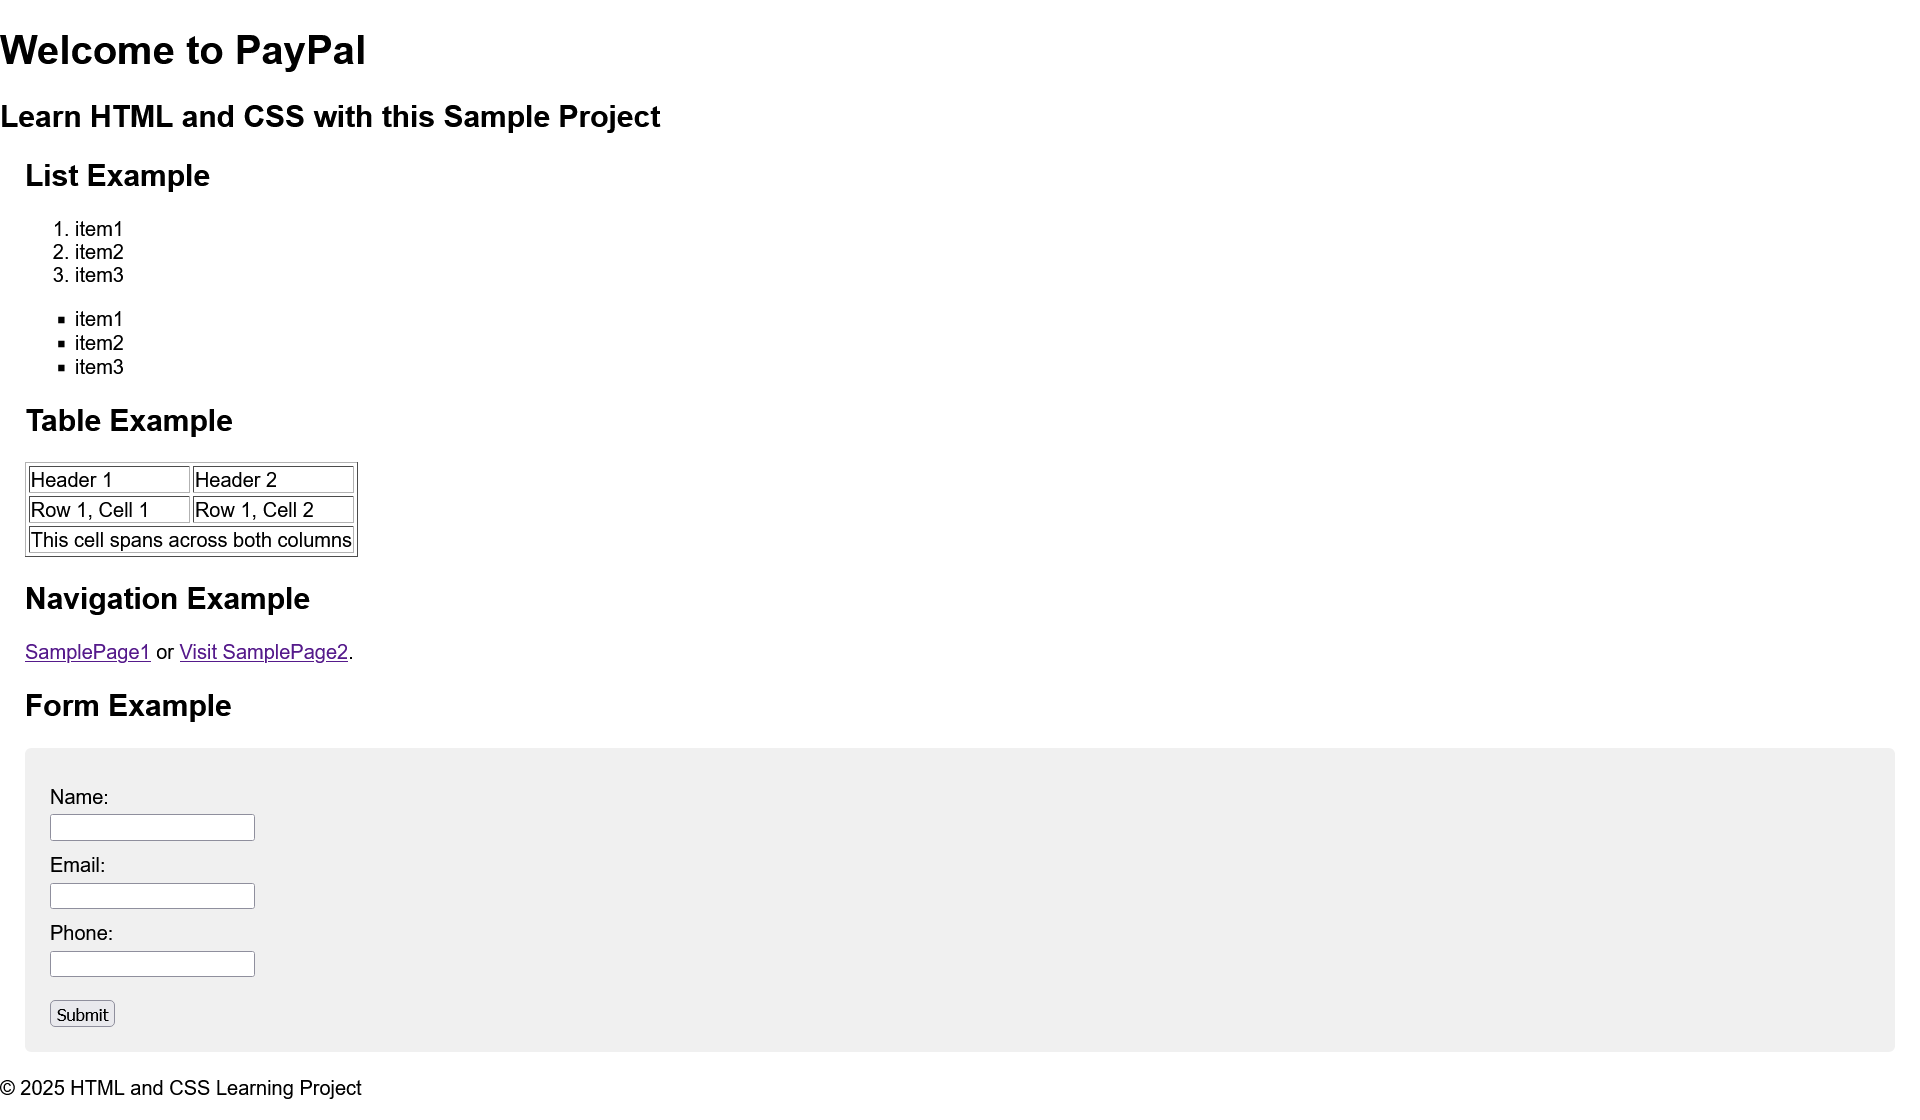 Welcome to PayPal
Learn HTML and CSS with this Sample Project
List Example
1. item1
2. item2
3. item3
▪ item1
▪ item2
▪ item3
Table Example
Header 1 Header 2
Row 1, Cell 1 Row 1, Cell 2
This cell spans across both columns
Navigation Example
SamplePage1 or Visit SamplePage2.
Form Example
Name:
Email:
Phone:
Submit
© 2025 HTML and CSS Learning Project